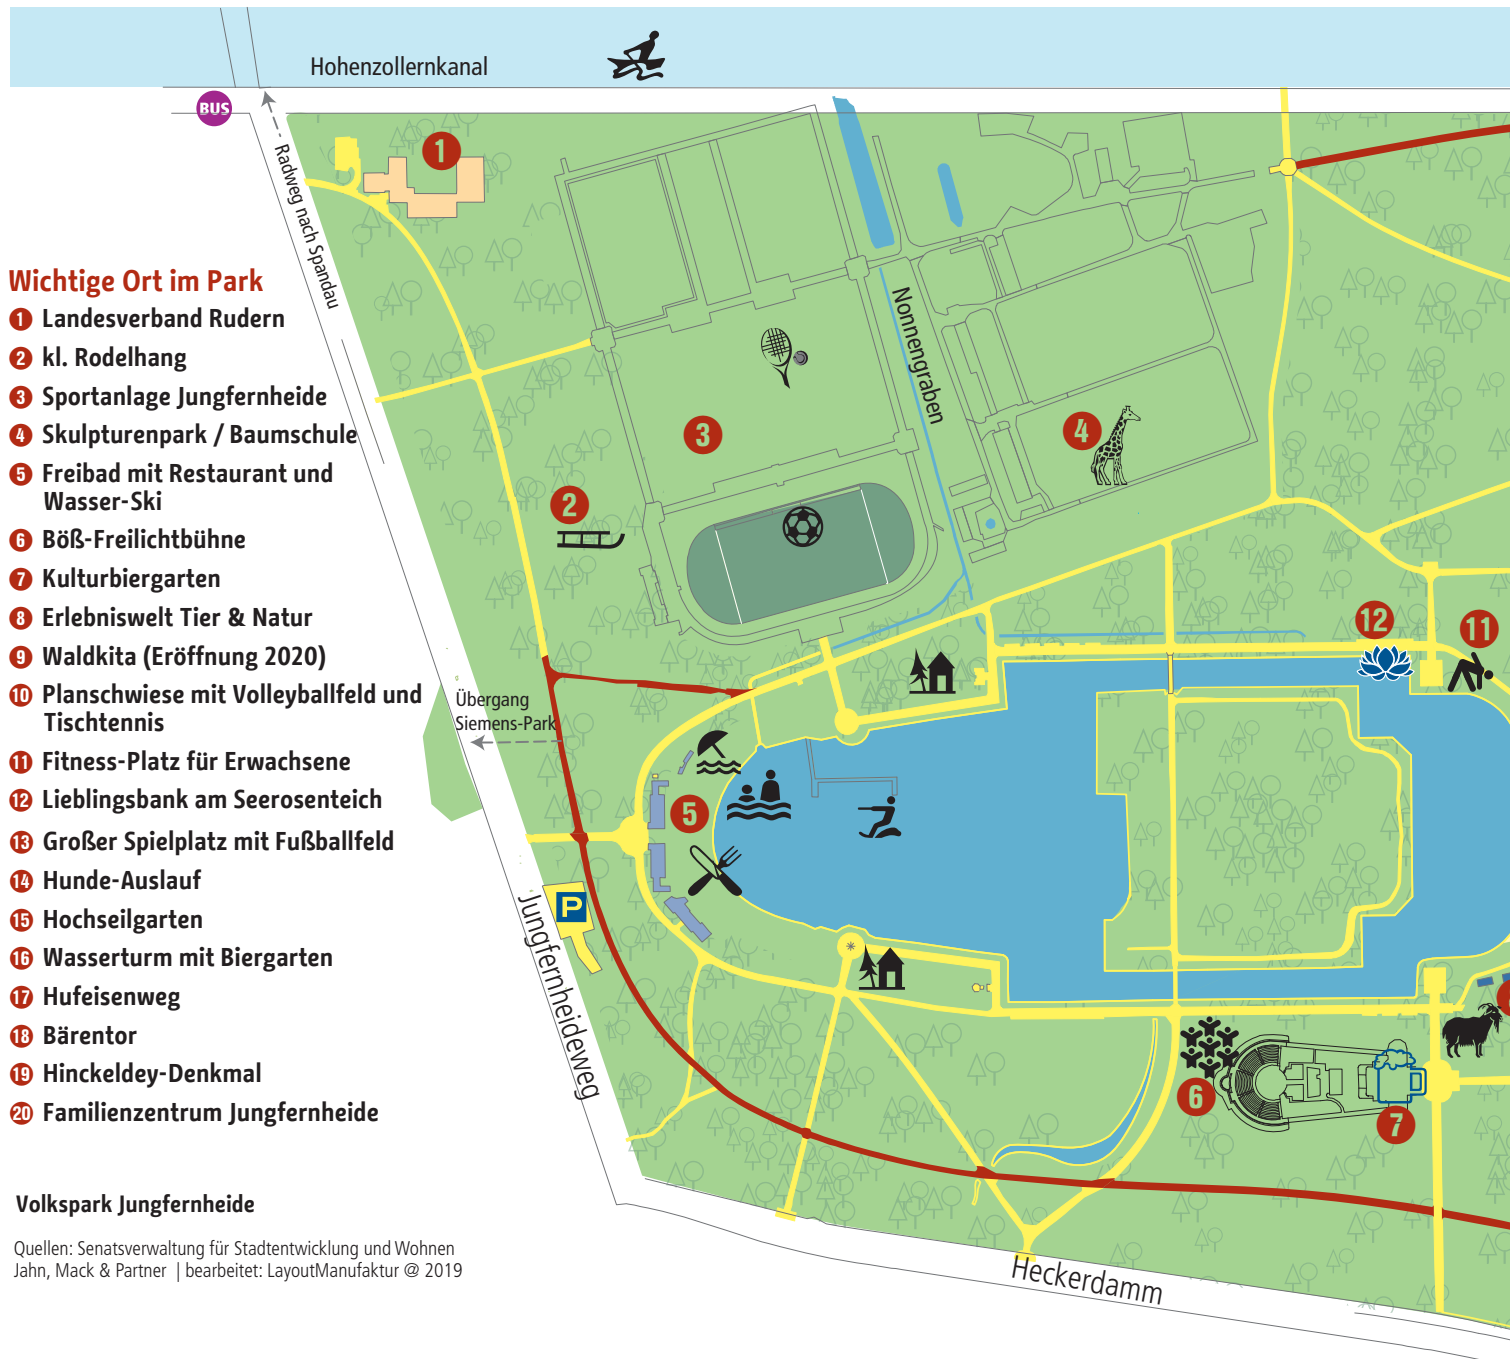 Hohenzollernkanal
BUS
Radweg nach Spandau
1
Wichtige Ort im Park
1 Landesverband Rudern
2 kl. Rodelhang
3 Sportanlage Jungfernheide
4 Skulpturenpark / Baumschule
5 Freibad mit Restaurant und
Wasser-Ski
6 Böß-Freilichtbühne
7 Kulturbiergarten
8 Erlebniswelt Tier & Natur
9 Waldkita (Eröffnung 2020)
10 Planschwiese mit Volleyballfeld und
Tischtennis
11 Fitness-Platz für Erwachsene
12 Lieblingsbank am Seerosenteich
13 Großer Spielplatz mit Fußballfeld
14 Hunde-Auslauf
15 Hochseilgarten
16 Wasserturm mit Biergarten
17 Hufeisenweg
18 Bärentor
19 Hinckeldey-Denkmal
20 Familienzentrum Jungfernheide
Volkspark Jungfernheide
Quellen: Senatsverwaltung für Stadtentwicklung und Wohnen
Jahn, Mack & Partner | bearbeitet: LayoutManufaktur @ 2019
Nonnengraben
3
4
2
12
11
Übergang
Siemens-Park
5
P
Jungfernheideweg
6
7
Heckerdamm